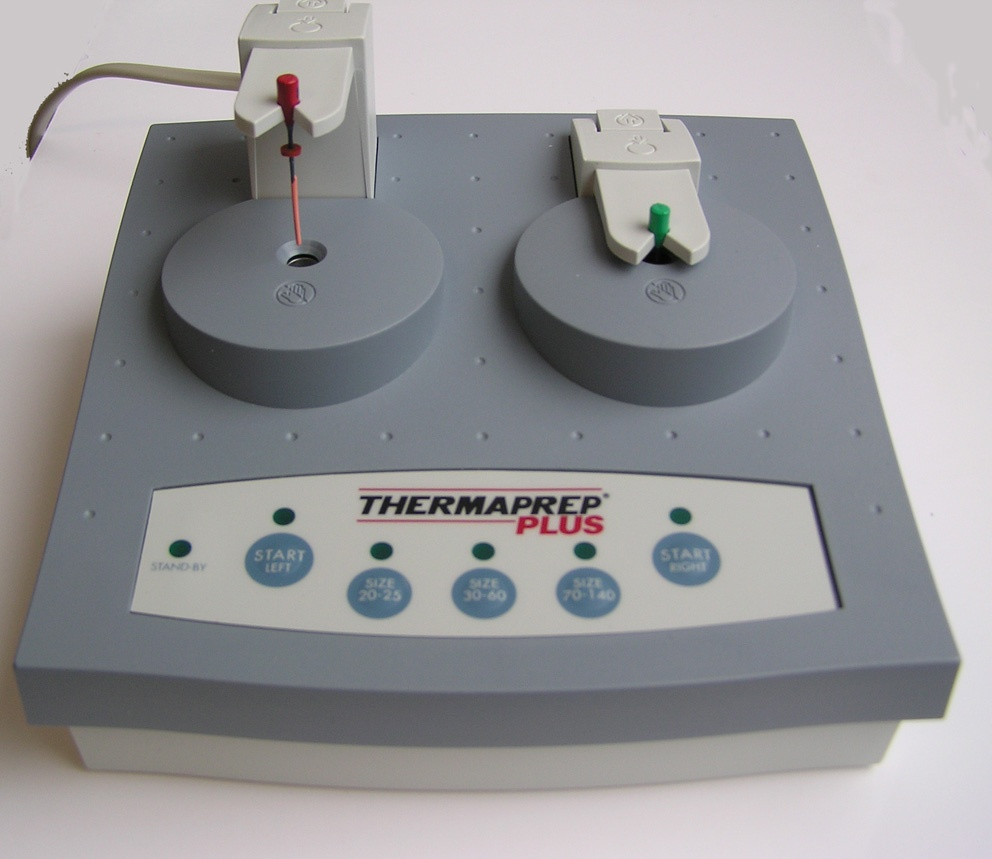 THERMAPREP®
PLUS
STAND-BY
START
LEFT
SIZE
20-25
SIZE
30-60
SIZE
70-140
START
RIGHT